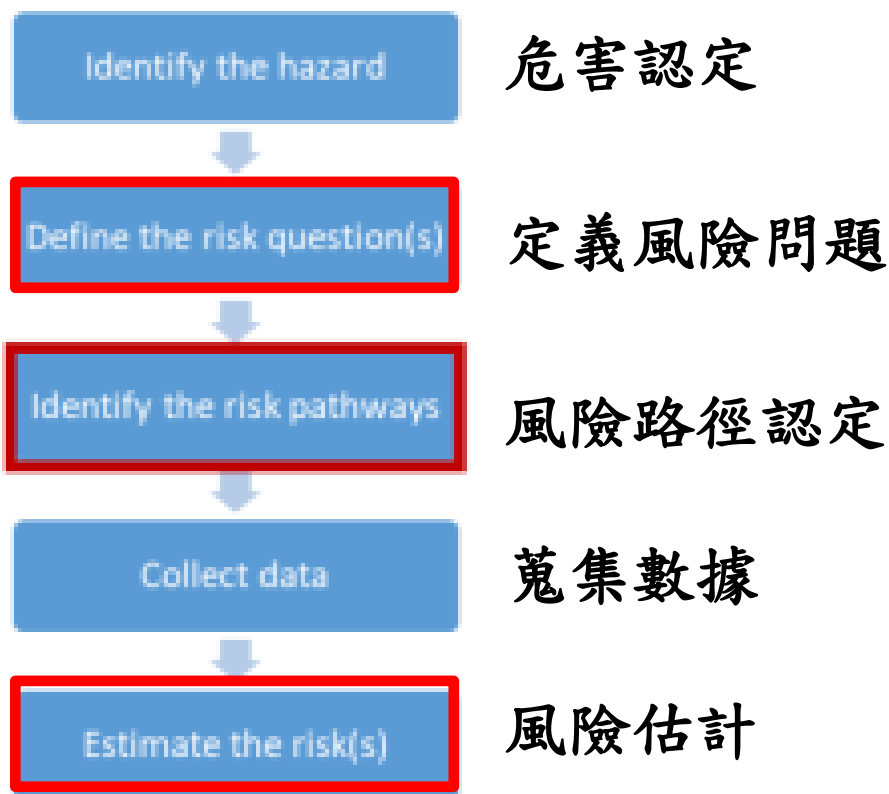 Identify the hazard
危害認定
Define the risk question(s)
定義風險問題
Identify the risk pathways
風險路徑認定
Collect data
蒐集數據
Estimate the risk(s)
風險估計